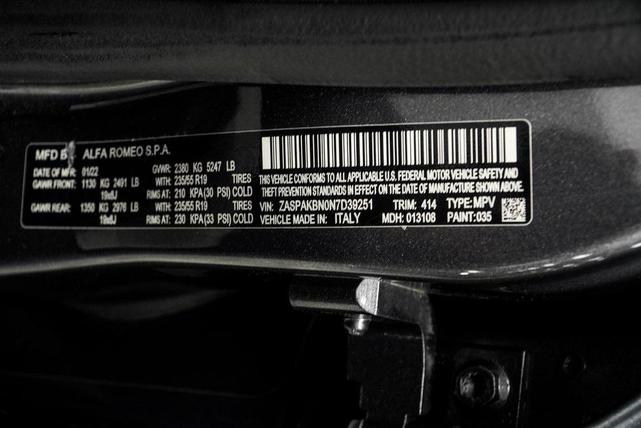 MFD BY ALFA ROMEO S.P.A.
DATE OF MFR 01/22 GVWR: 2380 KG 5247 LB
GAWR FRONT: 1130 KG 2491 LB WITH: 235/55 R19 TIRES
19x8J RIMS AT: 210 KPA(30 PSI) COLD
GAWR REAR: 1350 KG 2976 LB WITH: 235/55 R19 TIRES
19x8J RIMS AT: 230 KPA(33 PSI) COLD
THIS VEHICLE CONFORMS TO ALL APPLICABLE U.S. FEDERAL MOTOR VEHICLE SAFETY AND
THEFT PREVENTION STANDARDS IN EFFECT ON THE DATE OF MANUFACTURE SHOWN ABOVE.
VIN: ZASPAKBN0N7D39251 TRIM: 414 TYPE: MPV
VEHICLE MADE IN: ITALY MDH: 013108 PAINT: 035